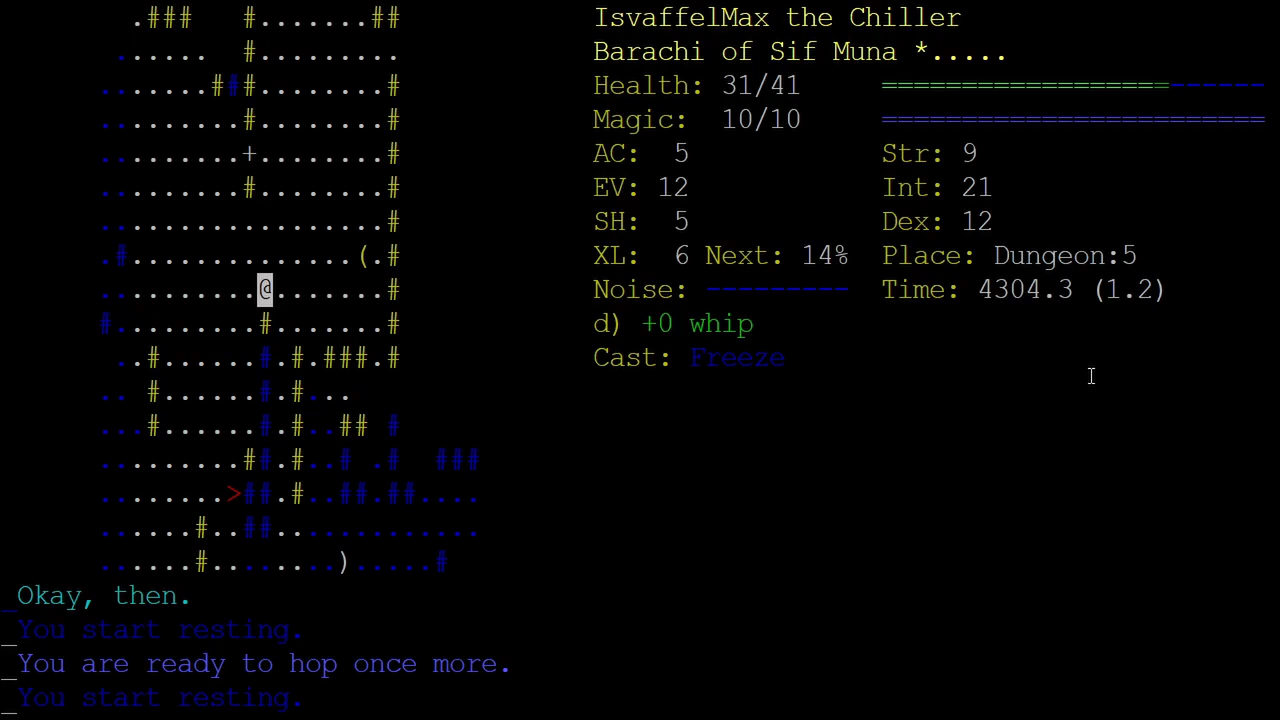 .###   #.......##   IsvaffelMax the Chiller
......  #.........   Barachi of Sif Muna *.....
.......###........#   Health: 31/41   ========================
.........#........#   Magic:  10/10   ========================
.........+........#   AC:  5   Str: 9
.........#........#   EV: 12   Int: 21
..................#   SH:  5   Dex: 12
.#..............(.#   XL:  6 Next: 14%   Place: Dungeon:5
..........@.......#   Noise: ---------   Time: 4304.3 (1.2)
#.........#.......#   d) +0 whip
..#......#.#.###.#   Cast: Freeze
.. #......#.#...
...#......#.#..## #
.........##.#..# .#  ###
........>##.#..##.##....
......#..##.............
......#........).....#
_Okay, then.
_You start resting.
_You are ready to hop once more.
_You start resting.